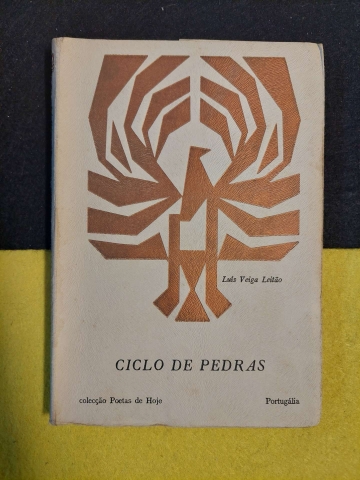 Luís Veiga Leitão
CICLO DE PEDRAS
colecção Poetas de Hoje Portugália